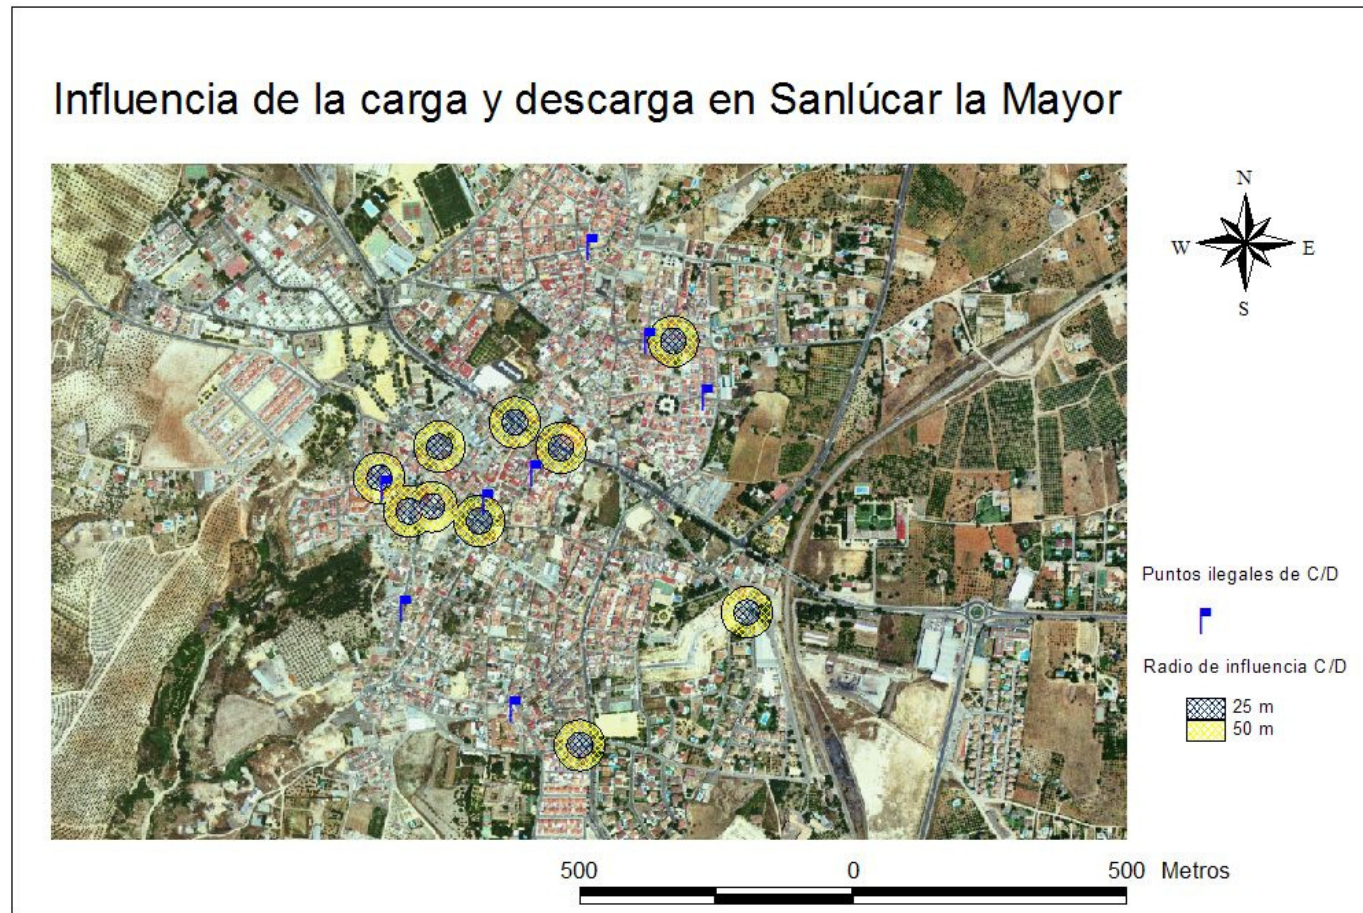 Influencia de la carga y descarga en Sanlúcar la Mayor
N
W E
S
Puntos ilegales de C/D
Radio de influencia C/D
25 m
50 m
500 0 500 Metros